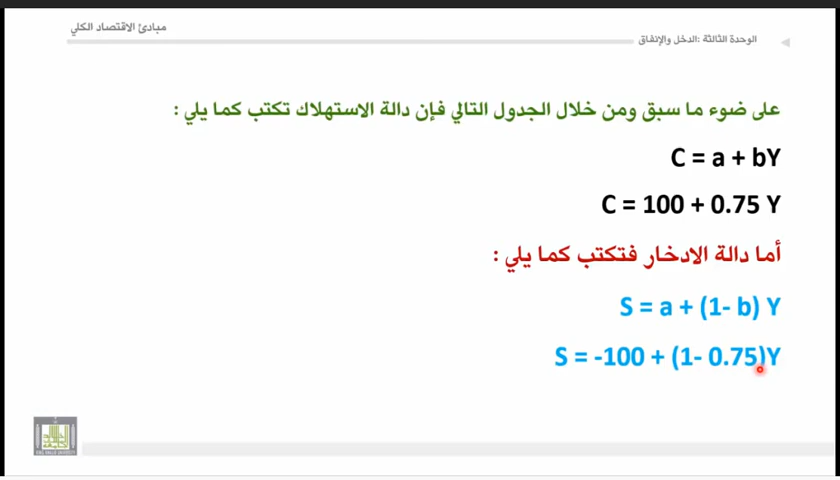 مبادئ الاقتصاد الكلي
الوحدة الثالثة :الدخل والإنفاق
على ضوء ما سبق ومن خلال الجدول التالي فإن دالة الاستهلاك تكتب كما يلي :
C = a + bY
C = 100 + 0.75 Y
أما دالة الادخار فتكتب كما يلي :
S = a + (1- b) Y
S = -100 + (1- 0.75)Y